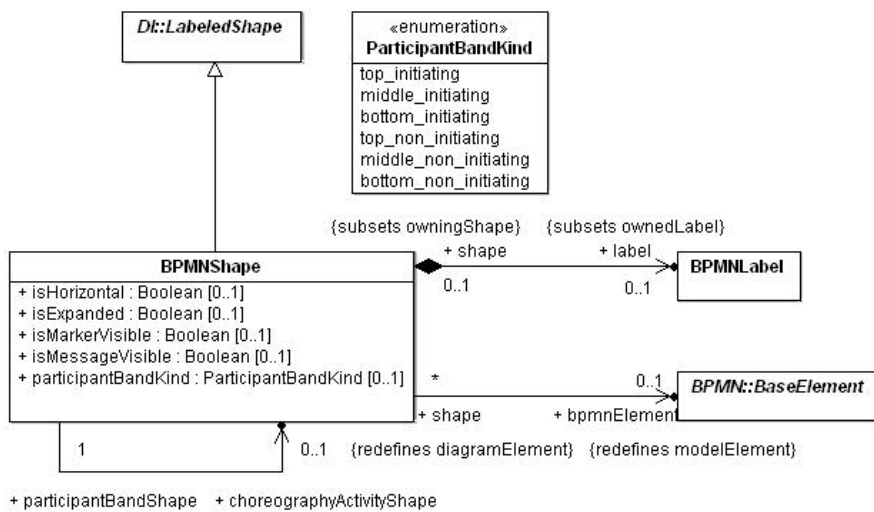 DI::LabeledShape
«enumeration»
ParticipantBandKind
top_initiating
middle_initiating
bottom_initiating
top_non_initiating
middle_non_initiating
bottom_non_initiating
{subsets owningShape} {subsets ownedLabel}
+ shape + label
0..1 0..1
BPMNLabel
BPMNShape
+ isHorizontal : Boolean [0..1]
+ isExpanded : Boolean [0..1]
+ isMarkerVisible : Boolean [0..1]
+ isMessageVisible : Boolean [0..1]
+ participantBandKind : ParticipantBandKind [0..1]
* 0..1
BPMN::BaseElement
+ shape + bpmnElement
{redefines diagramElement} {redefines modelElement}
1 0..1
+ participantBandShape + choreographyActivityShape